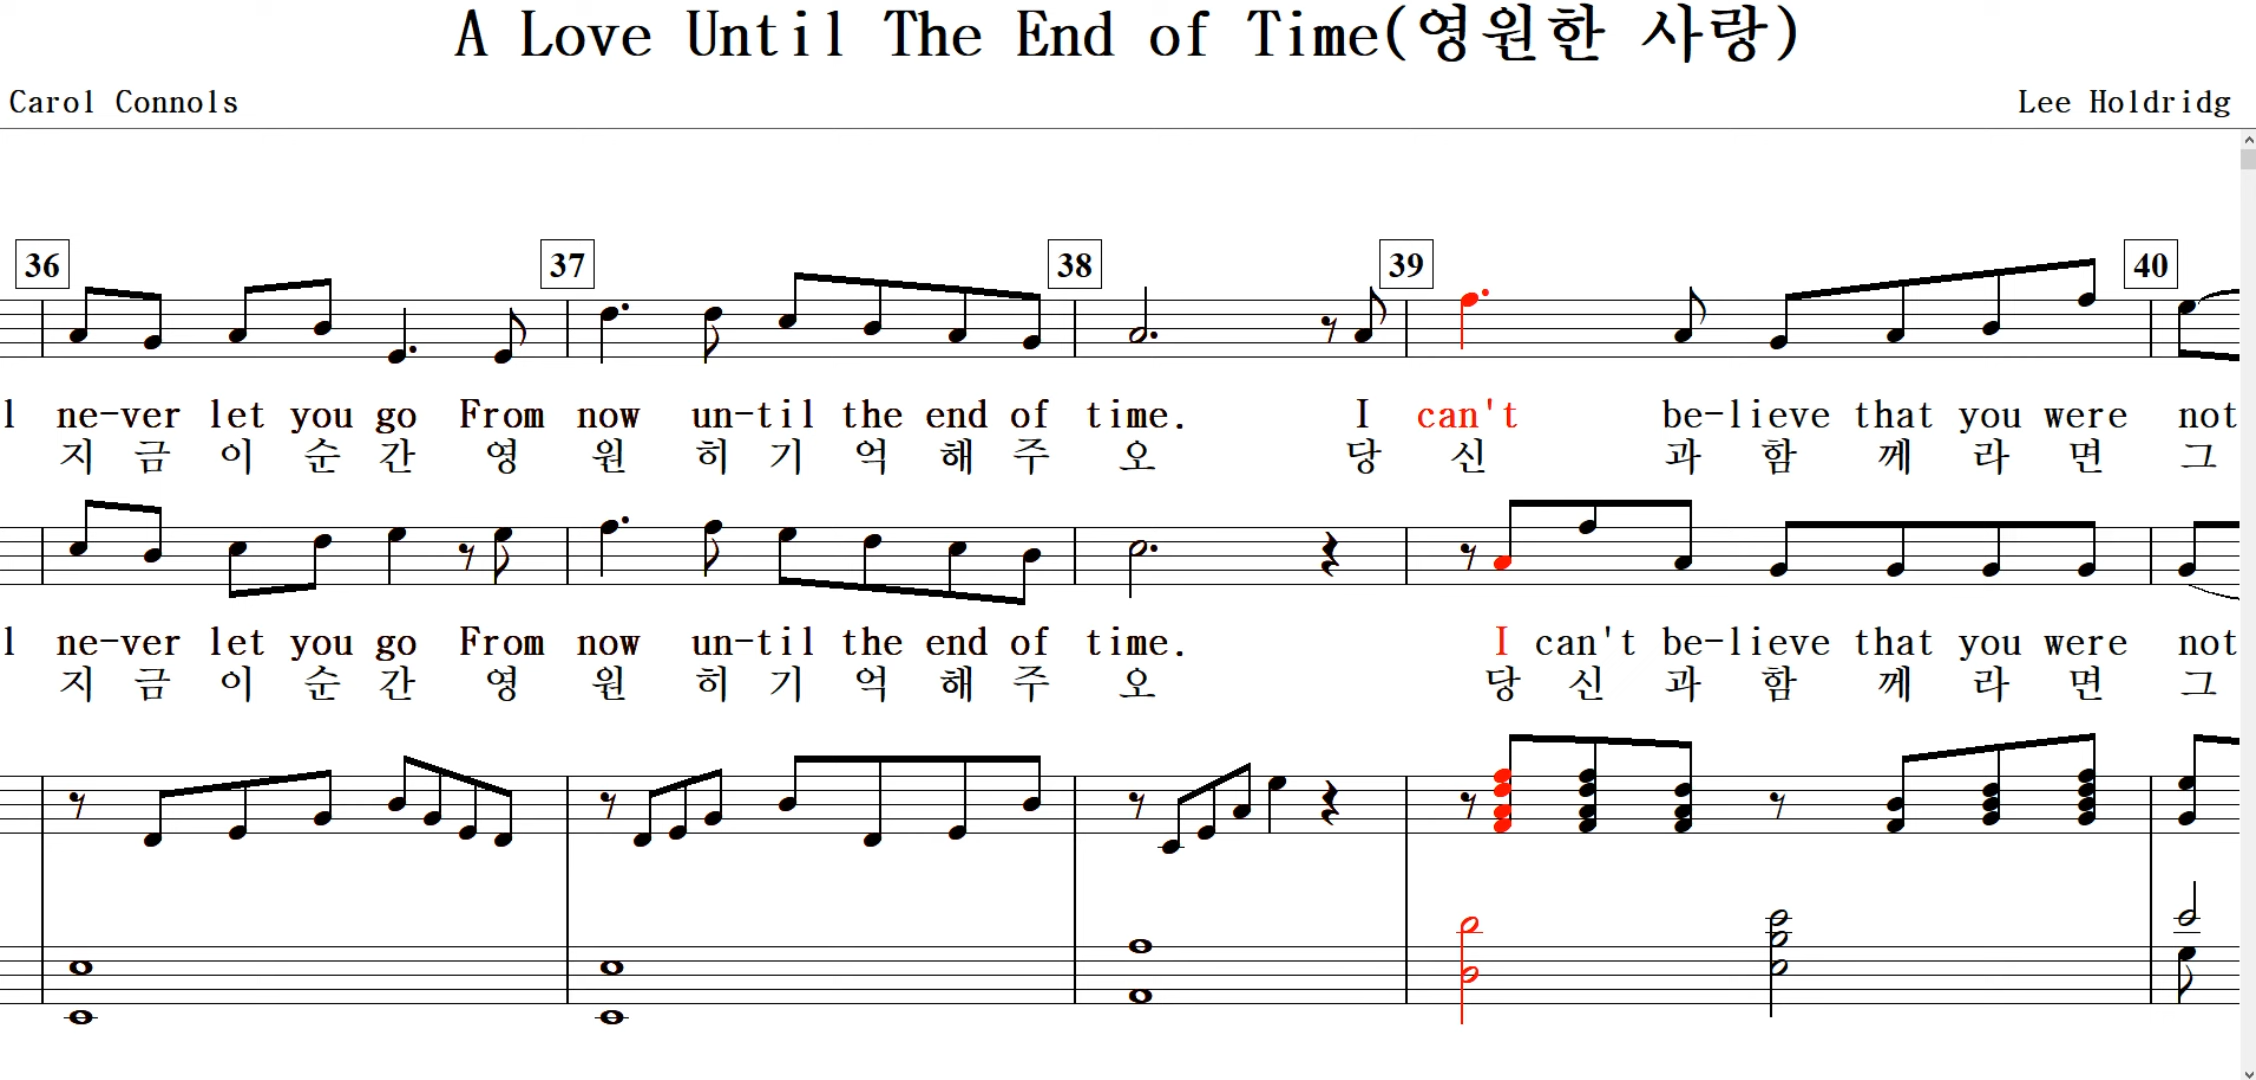 A Love Until The End of Time(영원한 사랑)
Carol Connols
Lee Holdridg
36 37 38 39 40
l ne-ver let you go From now un-til the end of time. I can't be-lieve that you were not
지 금 이 순 간 영 원 히 기 억 해 주 오 당 신 과 함 께 라 면 그
l ne-ver let you go From now un-til the end of time. I can't be-lieve that you were not
지 금 이 순 간 영 원 히 기 억 해 주 오 당 신 과 함 께 라 면 그